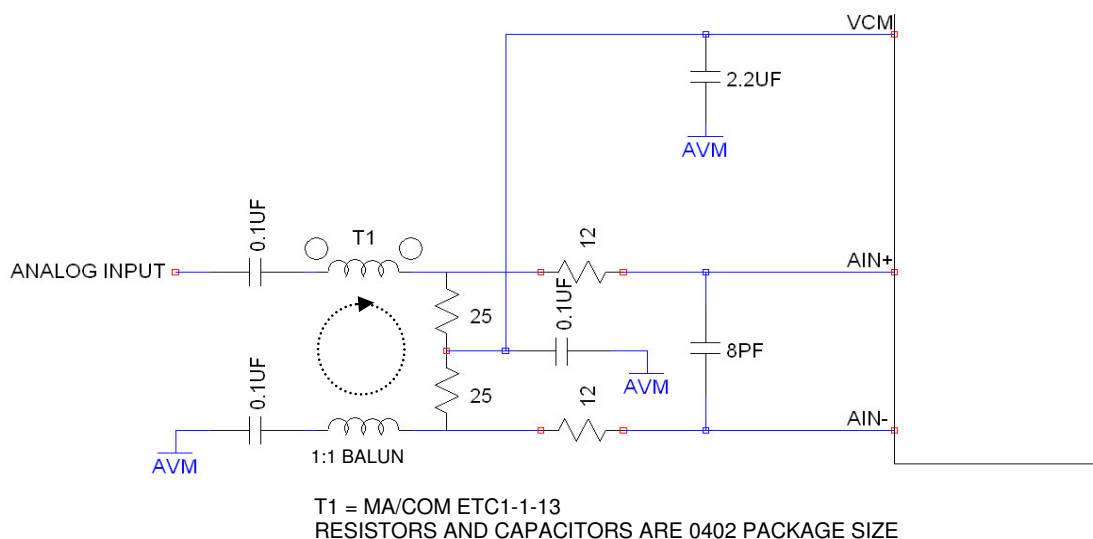 VCM
2.2UF
AVM
0.1UF
T1
12
ANALOG INPUT
AIN+
0.1UF
25
8PF
AVM
0.1UF
25
12
AIN-
AVM
1:1 BALUN
T1 = MA/COM ETC1-1-13
RESISTORS AND CAPACITORS ARE 0402 PACKAGE SIZE